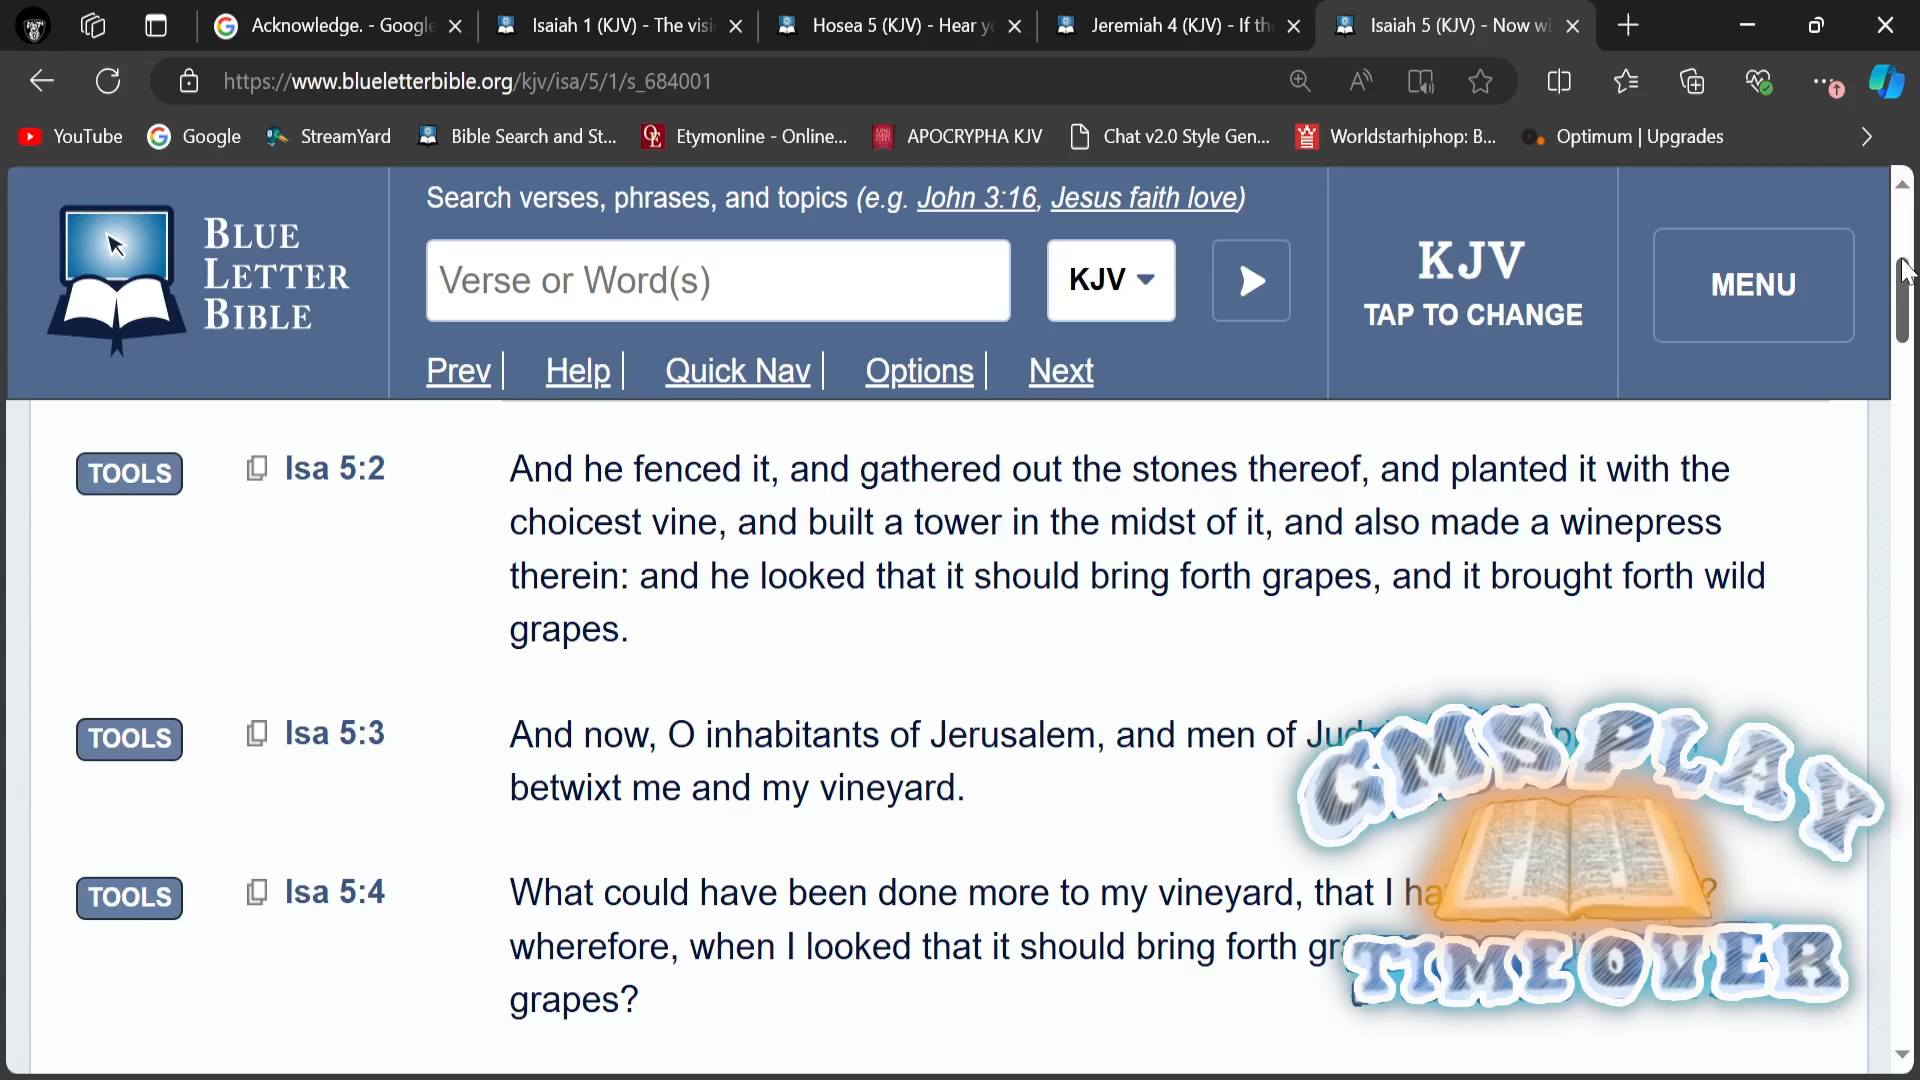 Acknowledge. - Google
Isaiah 1 (KJV) - The visi
Hosea 5 (KJV) - Hear y
Jeremiah 4 (KJV) - If th
Isaiah 5 (KJV) - Now wi
https://www.blueletterbible.org/kjv/isa/5/1/s_684001
YouTube
Google
StreamYard
Bible Search and St...
Etymonline - Online...
APOCRYPHA KJV
Chat v2.0 Style Gen...
Worldstarhiphop: B...
Optimum | Upgrades
BLUE
LETTER
BIBLE
Search verses, phrases, and topics (e.g. John 3:16, Jesus faith love)
Verse or Word(s)
KJV
KJV
TAP TO CHANGE
MENU
Prev
Help
Quick Nav
Options
Next
TOOLS
Isa 5:2
And he fenced it, and gathered out the stones thereof, and planted it with the
choicest vine, and built a tower in the midst of it, and also made a winepress
therein: and he looked that it should bring forth grapes, and it brought forth wild
grapes.
TOOLS
Isa 5:3
And now, O inhabitants of Jerusalem, and men of
betwixt me and my vineyard.
TOOLS
Isa 5:4
What could have been done more to my vineyard, that I
wherefore, when I looked that it should bring forth
grapes?
GMS PLAY
TIME OVER